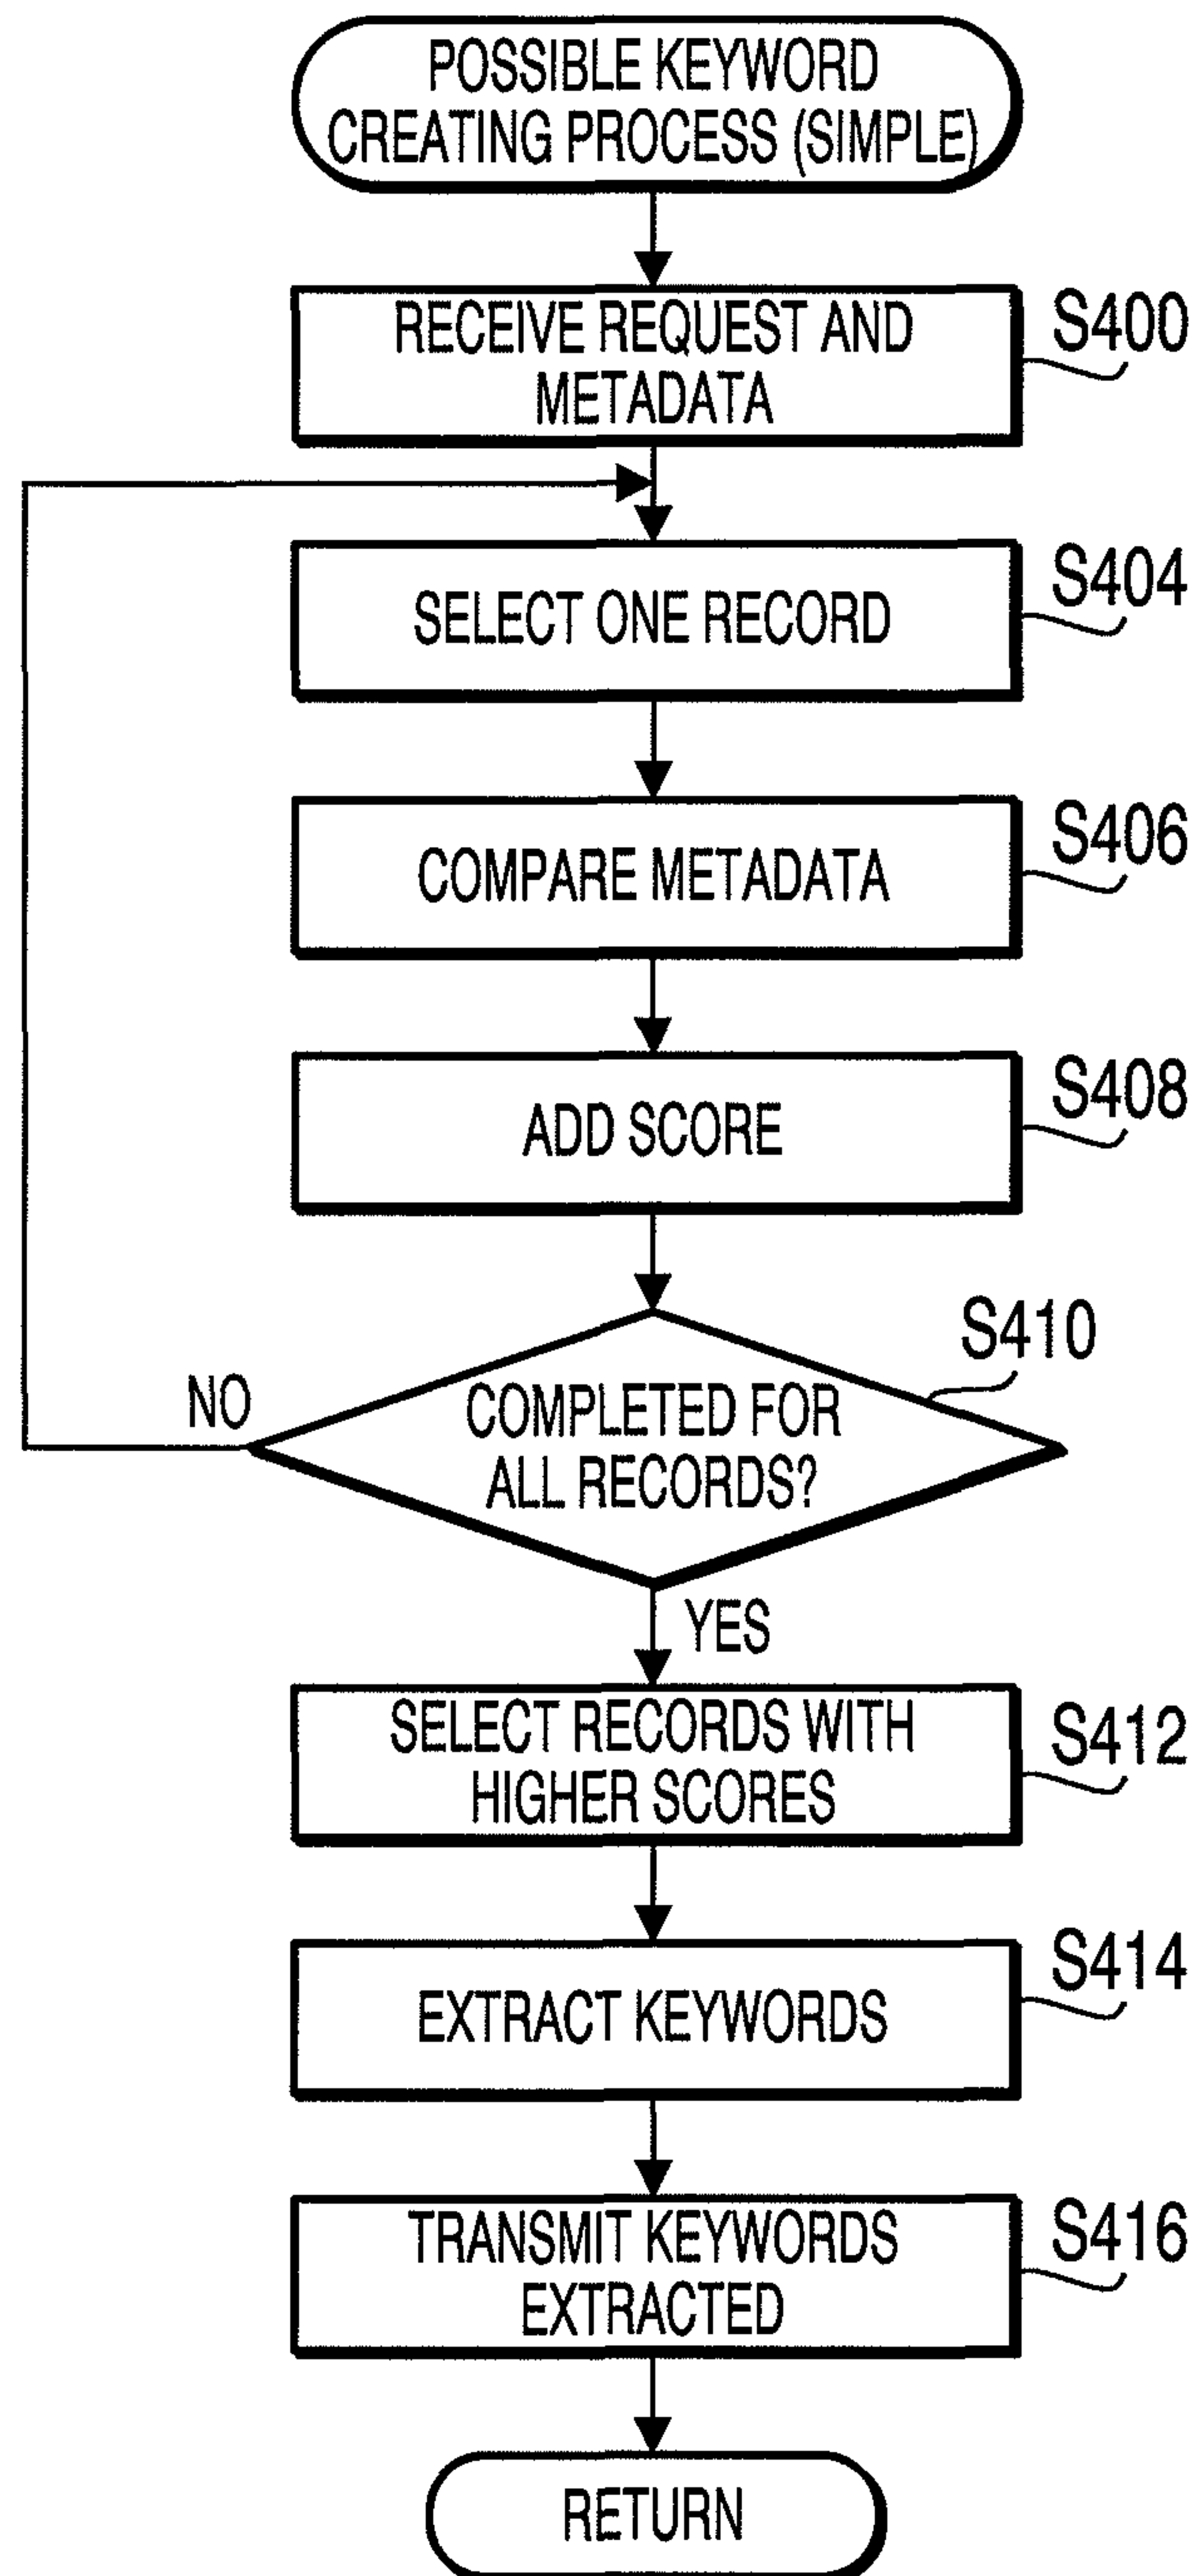 POSSIBLE KEYWORD
CREATING PROCESS (SIMPLE)
RECEIVE REQUEST AND
METADATA
S400
SELECT ONE RECORD
S404
COMPARE METADATA
S406
ADD SCORE
S408
S410
NO
COMPLETED FOR
ALL RECORDS?
YES
SELECT RECORDS WITH
HIGHER SCORES
S412
EXTRACT KEYWORDS
S414
TRANSMIT KEYWORDS
EXTRACTED
S416
RETURN